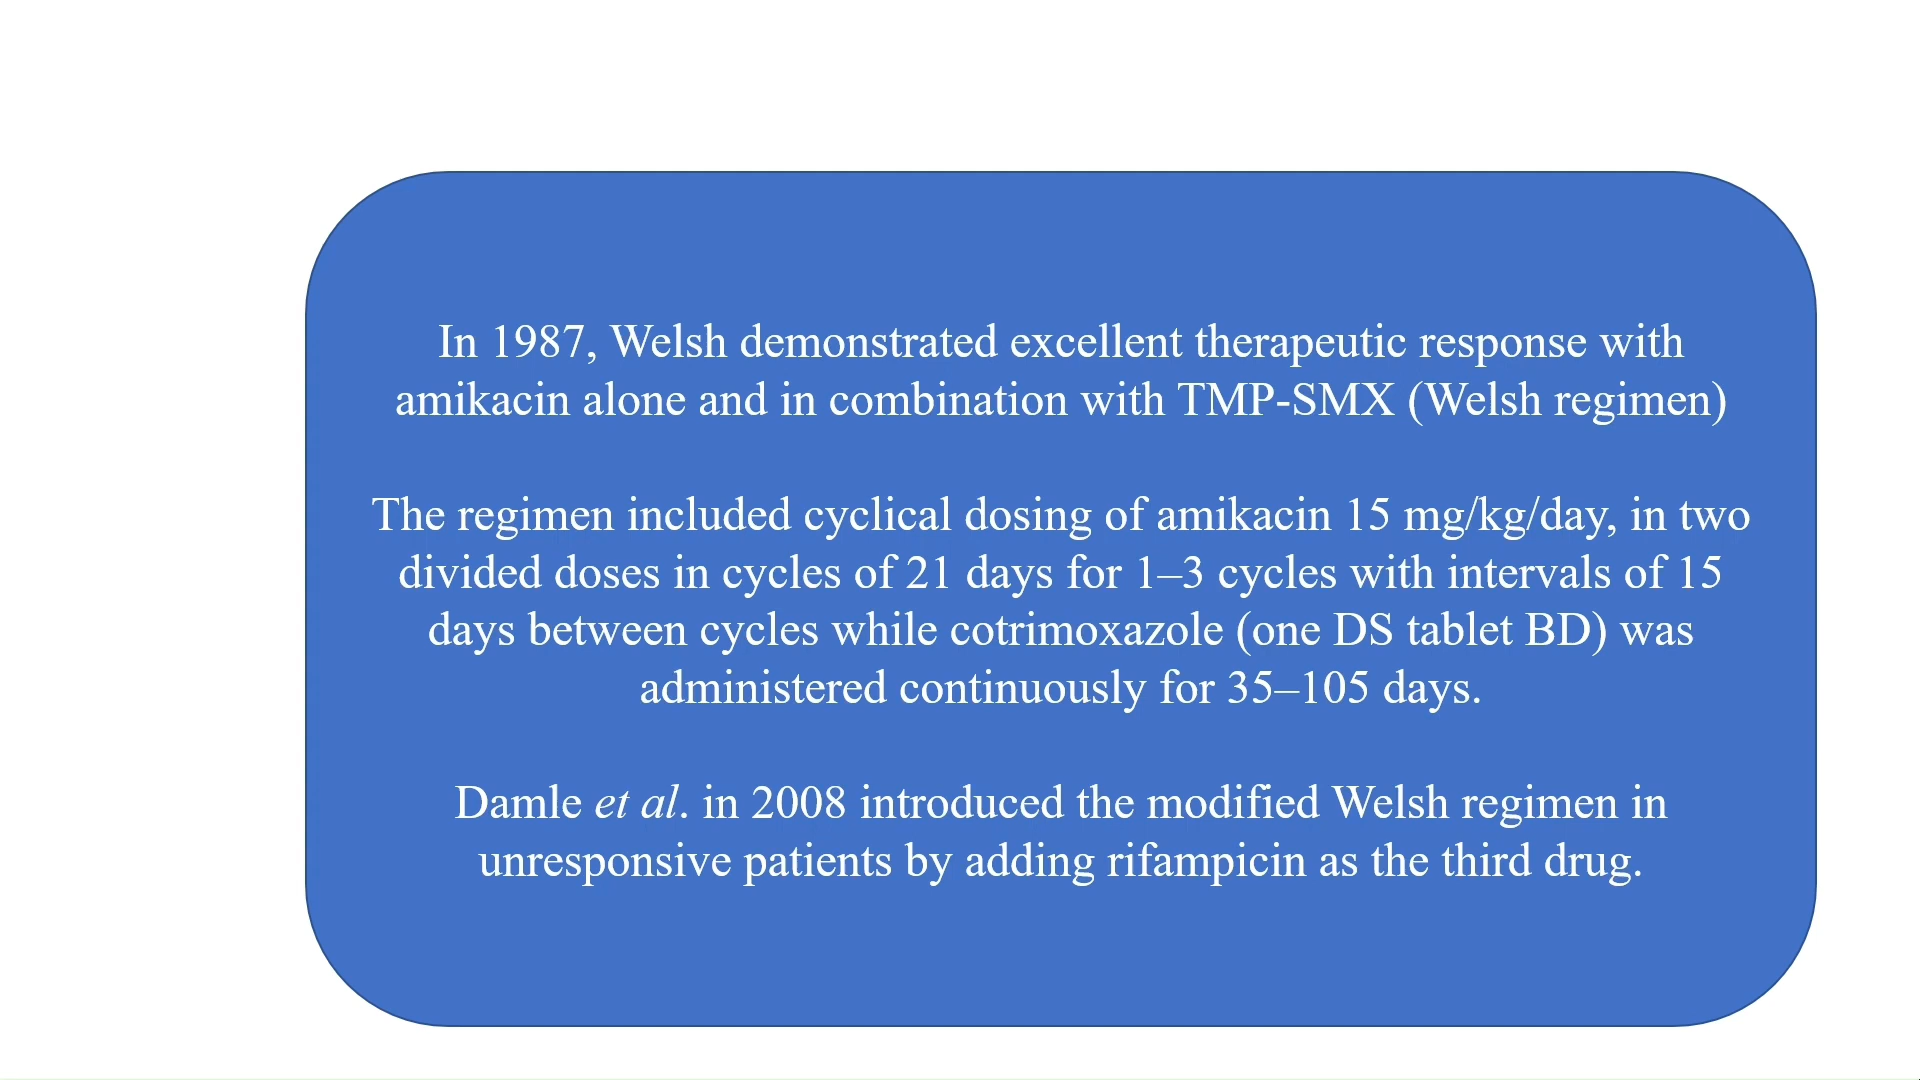 In 1987, Welsh demonstrated excellent therapeutic response with
amikacin alone and in combination with TMP-SMX (Welsh regimen)
The regimen included cyclical dosing of amikacin 15 mg/kg/day, in two
divided doses in cycles of 21 days for 1–3 cycles with intervals of 15
days between cycles while cotrimoxazole (one DS tablet BD) was
administered continuously for 35–105 days.
Damle et al. in 2008 introduced the modified Welsh regimen in
unresponsive patients by adding rifampicin as the third drug.